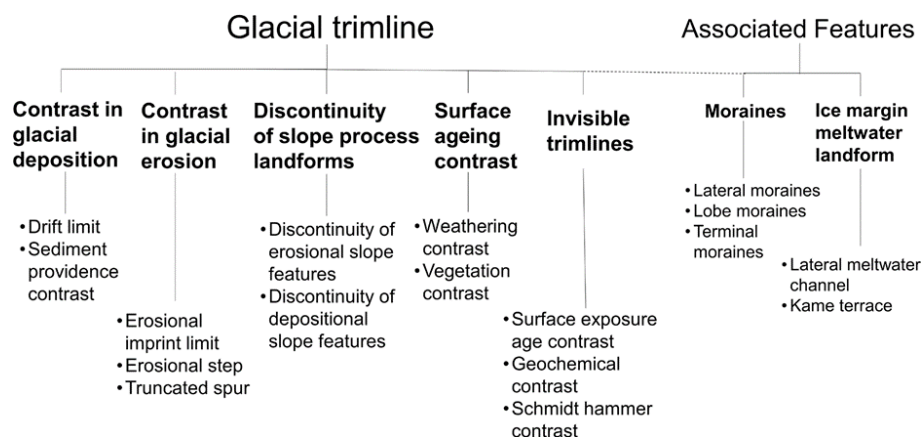 Glacial trimline
Associated Features
Contrast in
glacial
deposition
Contrast
in glacial
erosion
Discontinuity
of slope process
landforms
Surface
ageing
contrast
Invisible
trimlines
Moraines
Ice margin
meltwater
landform
• Drift limit
• Sediment
providence
contrast
• Erosional
imprint limit
• Erosional step
• Truncated spur
• Discontinuity of
erosional slope
features
• Discontinuity of
depositional
slope features
• Weathering
contrast
• Vegetation
contrast
• Surface exposure
age contrast
• Geochemical
contrast
• Schmidt hammer
contrast
• Lateral moraines
• Lobe moraines
• Terminal
moraines
• Lateral meltwater
channel
• Kame terrace